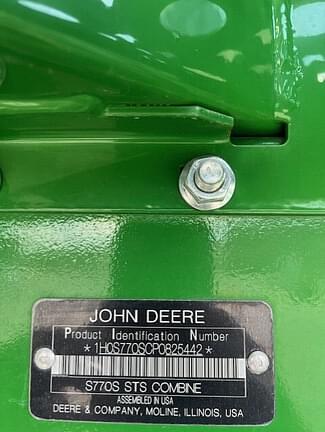 JOHN DEERE
Product Identification Number
*1H0S770SCP0825442*
S770S STS COMBINE
ASSEMBLED IN USA
DEERE & COMPANY, MOLINE, ILLINOIS, USA